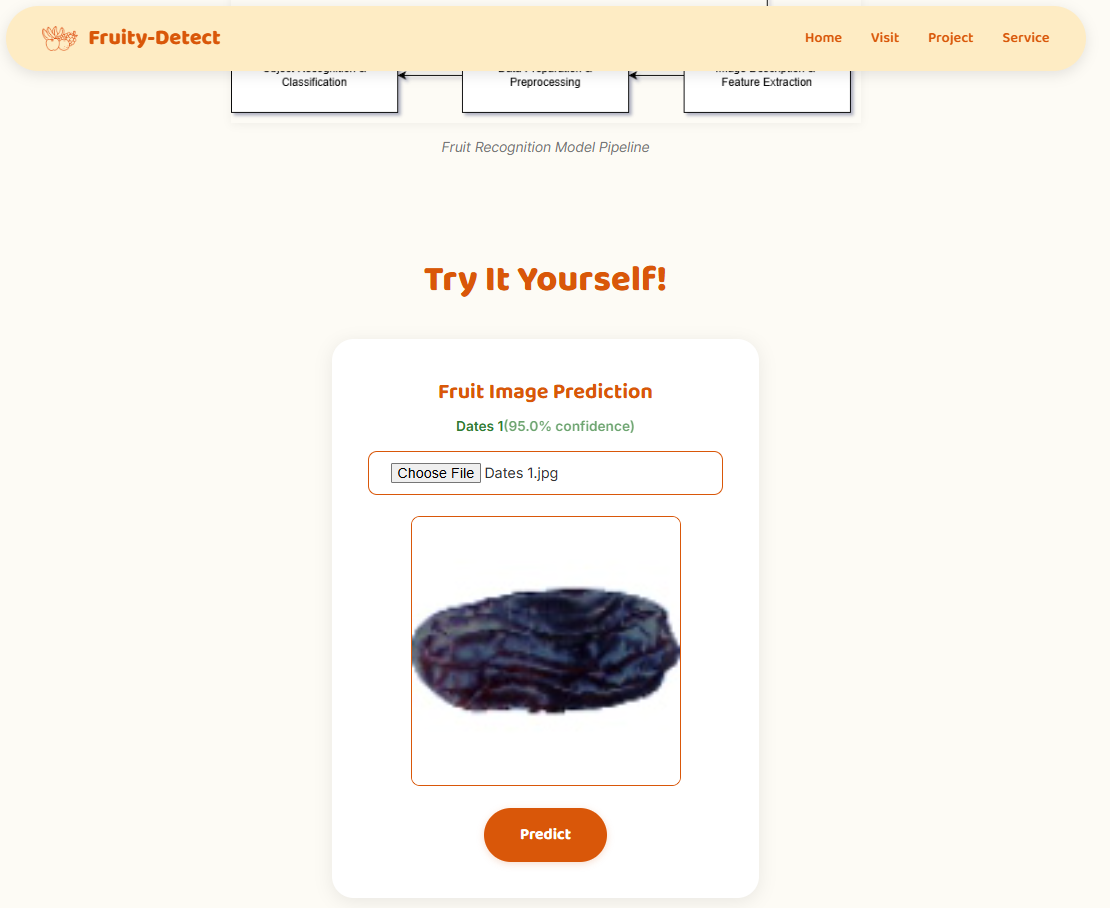 Fruity-Detect
Home Visit Project Service
Classification
Preprocessing
Feature Extraction
Fruit Recognition Model Pipeline
Try It Yourself!
Fruit Image Prediction
Dates 1(95.0% confidence)
Choose File Dates 1.jpg
Predict